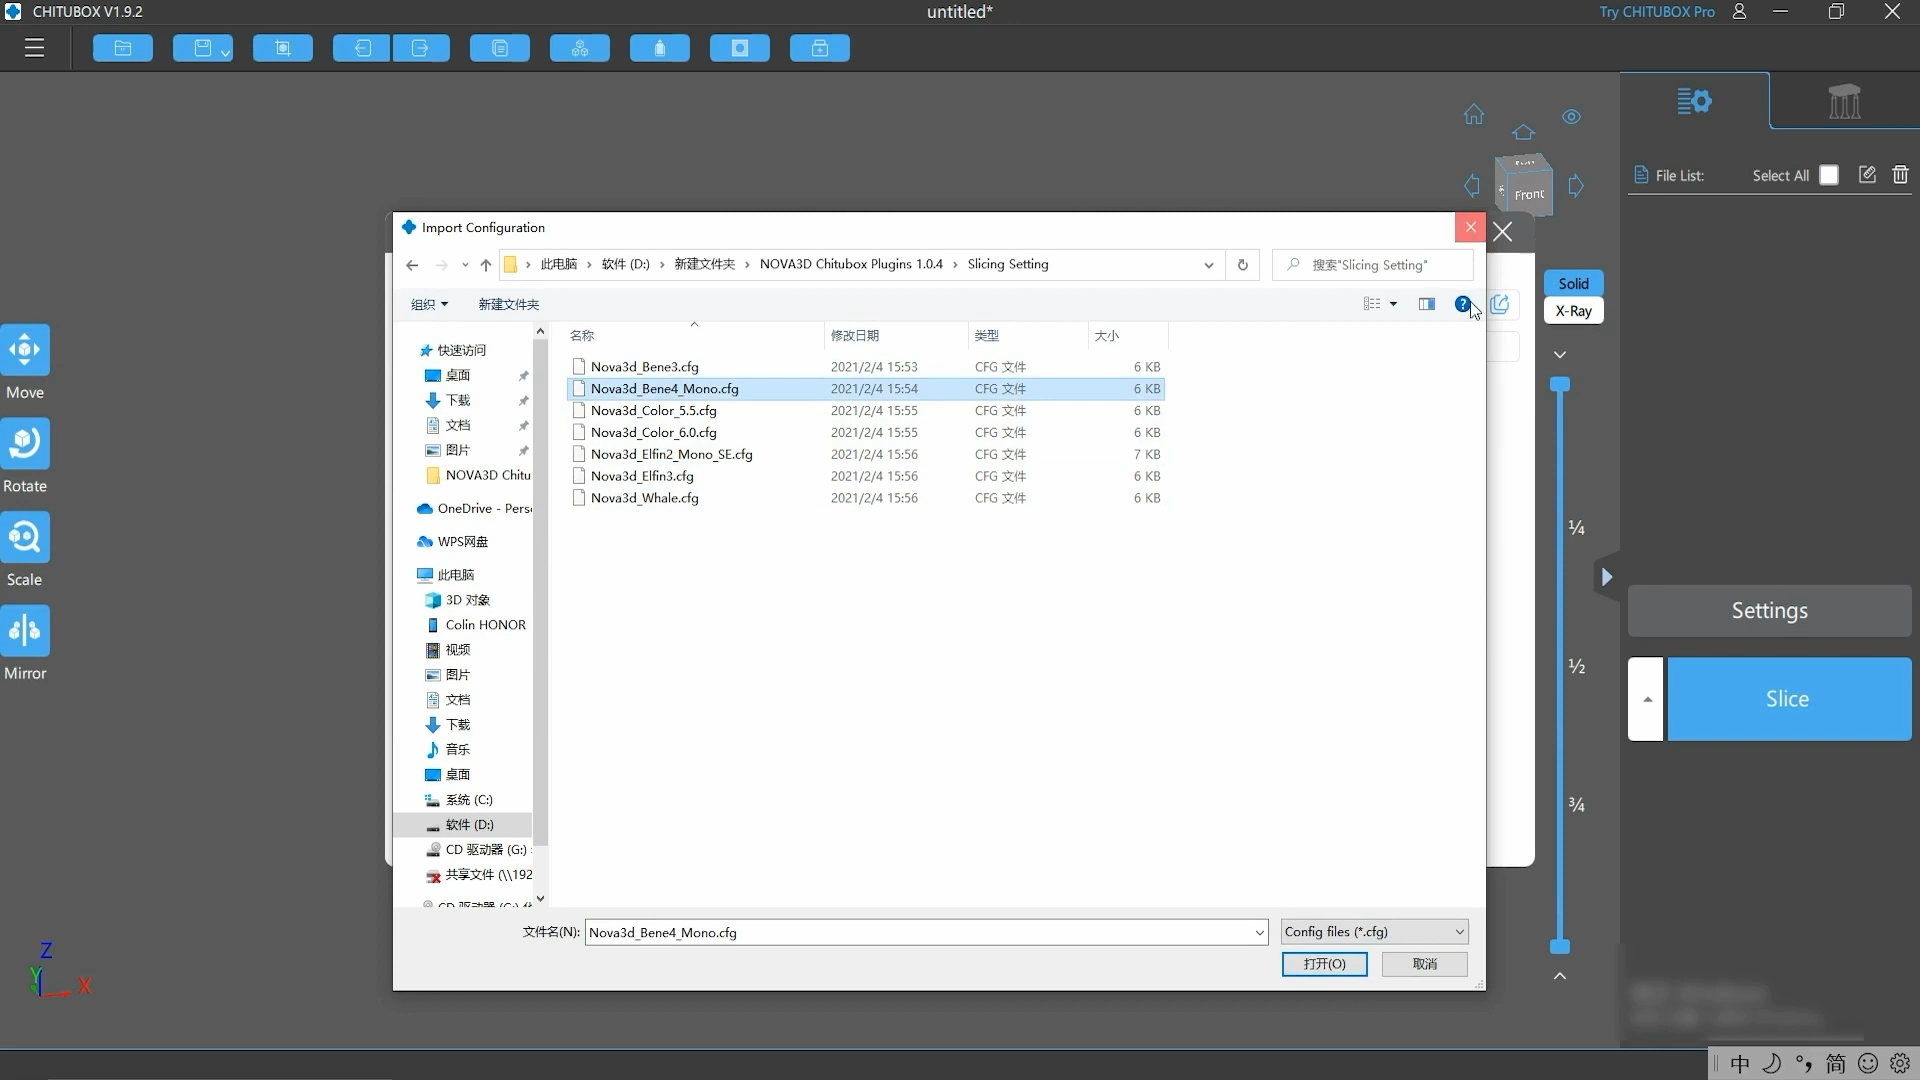 CHITUBOX V1.9.2
untitled*
Try CHITUBOX Pro
File List:
Select All
Front
Import Configuration
此电脑 › 软件 (D:) › 新建文件夹 › NOVA3D Chitubox Plugins 1.0.4 › Slicing Setting
搜索"Slicing Setting"
组织
新建文件夹
Solid
X-Ray
名称 修改日期 类型 大小
Nova3d_Bene3.cfg 2021/2/4 15:53 CFG 文件 6 KB
Nova3d_Bene4_Mono.cfg 2021/2/4 15:54 CFG 文件 6 KB
Nova3d_Color_5.5.cfg 2021/2/4 15:55 CFG 文件 6 KB
Nova3d_Color_6.0.cfg 2021/2/4 15:55 CFG 文件 6 KB
Nova3d_Elfin2_Mono_SE.cfg 2021/2/4 15:56 CFG 文件 7 KB
Nova3d_Elfin3.cfg 2021/2/4 15:56 CFG 文件 6 KB
Nova3d_Whale.cfg 2021/2/4 15:56 CFG 文件 6 KB
快速访问
桌面
下载
文档
图片
NOVA3D Chitu
OneDrive - Pers
WPS网盘
此电脑
3D 对象
Colin HONOR
视频
图片
文档
下载
音乐
桌面
系统 (C:)
软件 (D:)
CD 驱动器 (G:)
共享文件 (\\192
Move
Rotate
Scale
Mirror
¼
½
¾
Settings
Slice
文件名(N):
Nova3d_Bene4_Mono.cfg
Config files (*.cfg)
打开(O)
取消
Z
Y
X
中
简